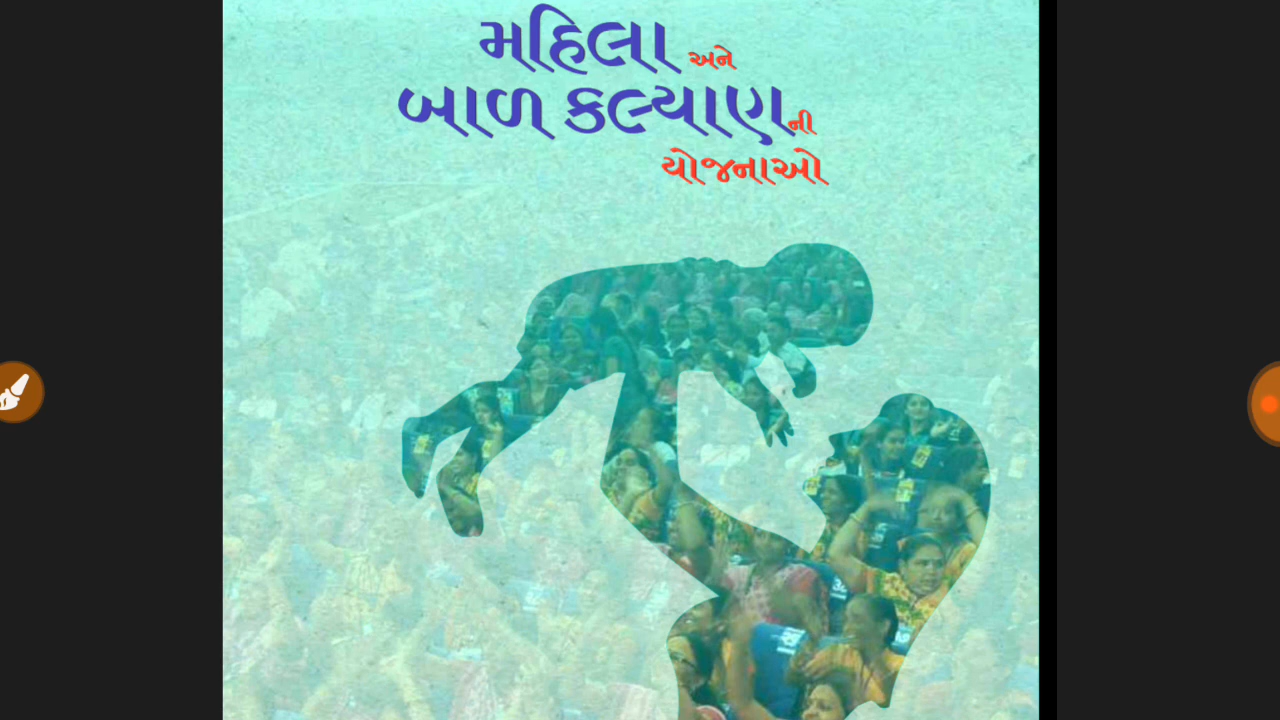 મહિલા અને
બાળ કલ્યાણની
યોજનાઓ